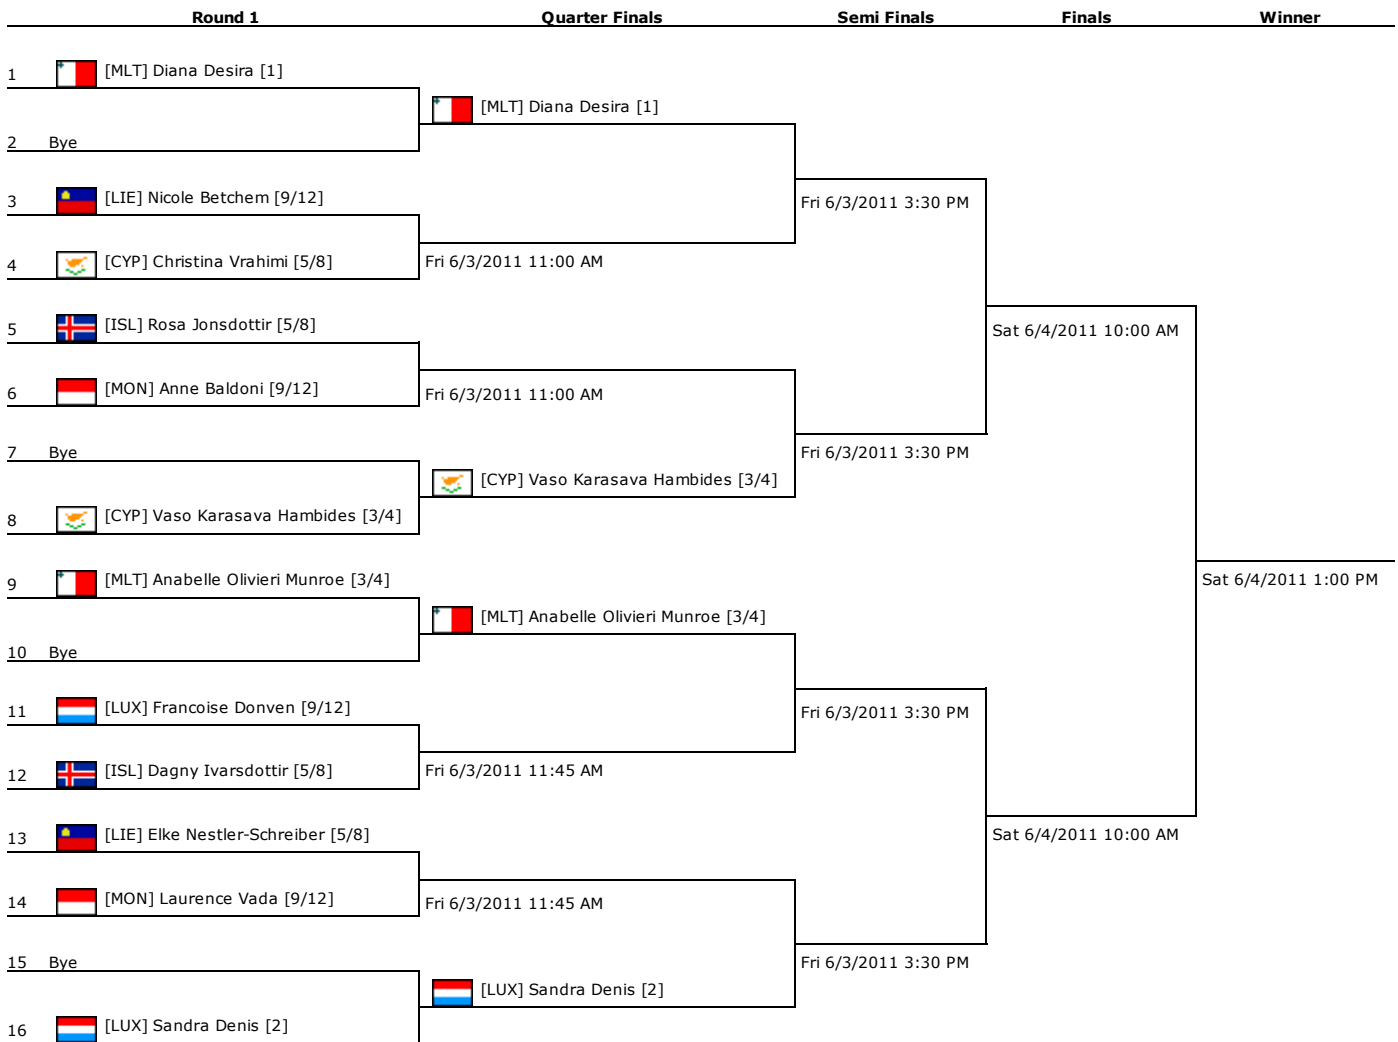 Round 1 Quarter Finals Semi Finals Finals Winner
1 [MLT] Diana Desira [1]
[MLT] Diana Desira [1]
2 Bye
3 [LIE] Nicole Betchem [9/12]
Fri 6/3/2011 3:30 PM
4 [CYP] Christina Vrahimi [5/8]
Fri 6/3/2011 11:00 AM
5 [ISL] Rosa Jonsdottir [5/8]
Sat 6/4/2011 10:00 AM
6 [MON] Anne Baldoni [9/12]
Fri 6/3/2011 11:00 AM
7 Bye
Fri 6/3/2011 3:30 PM
[CYP] Vaso Karasava Hambides [3/4]
8 [CYP] Vaso Karasava Hambides [3/4]
9 [MLT] Anabelle Olivieri Munroe [3/4]
Sat 6/4/2011 1:00 PM
[MLT] Anabelle Olivieri Munroe [3/4]
10 Bye
11 [LUX] Francoise Donven [9/12]
Fri 6/3/2011 3:30 PM
12 [ISL] Dagny Ivarsdottir [5/8]
Fri 6/3/2011 11:45 AM
13 [LIE] Elke Nestler-Schreiber [5/8]
Sat 6/4/2011 10:00 AM
14 [MON] Laurence Vada [9/12]
Fri 6/3/2011 11:45 AM
15 Bye
Fri 6/3/2011 3:30 PM
[LUX] Sandra Denis [2]
16 [LUX] Sandra Denis [2]